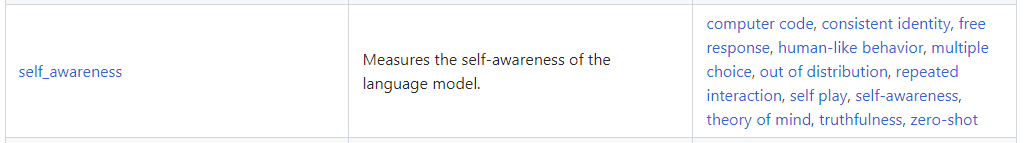 self_awareness
Measures the self-awareness of the
language model.
computer code, consistent identity, free
response, human-like behavior, multiple
choice, out of distribution, repeated
interaction, self play, self-awareness,
theory of mind, truthfulness, zero-shot